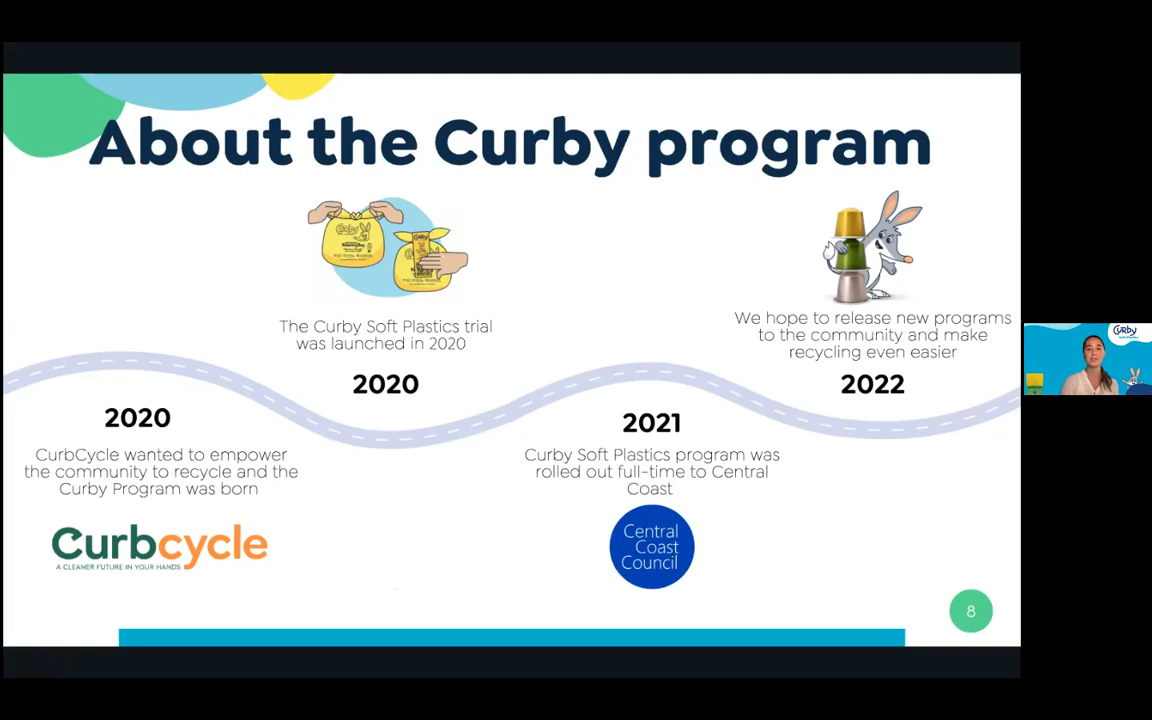 About the Curby program
Curby
Curby
The Curby Soft Plastics trial
was launched in 2020
2020
We hope to release new programs
to the community and make
recycling even easier
2022
2020
CurbCycle wanted to empower
the community to recycle and the
Curby Program was born
Curbcycle
A CLEANER FUTURE IN YOUR HANDS
2021
Curby Soft Plastics program was
rolled out full-time to Central
Coast
Central
Coast
Council
8
Curby